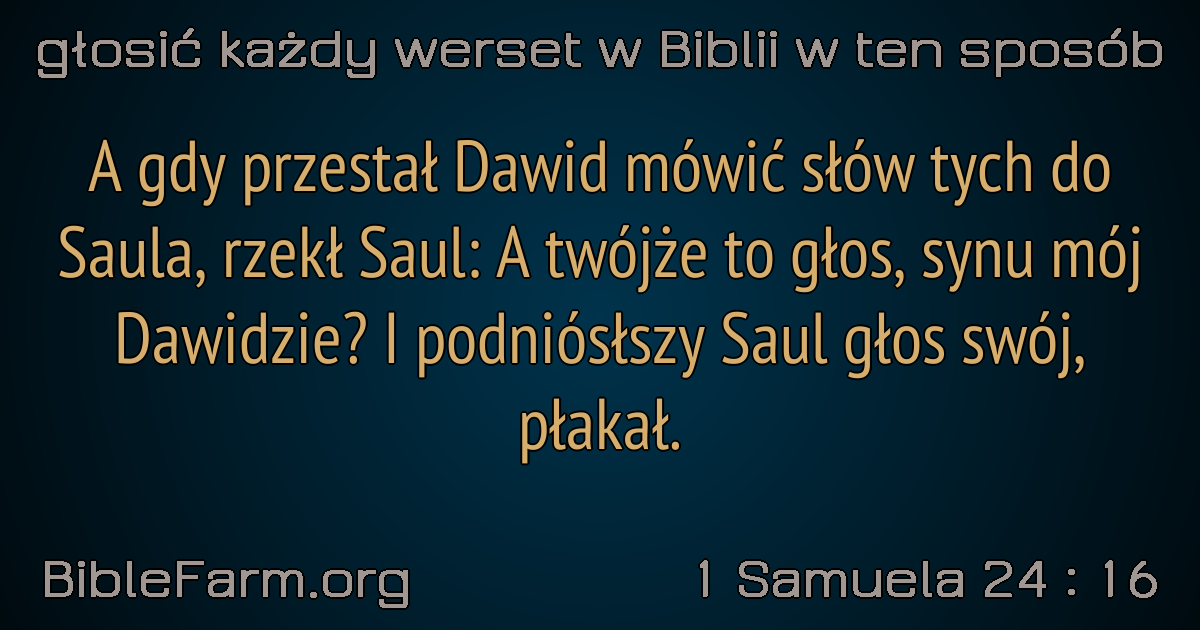 głosić każdy werset w Biblii w ten sposób
A gdy przestał Dawid mówić słów tych do
Saula, rzekł Saul: A twójże to głos, synu mój
Dawidzie? I podniósłszy Saul głos swój,
płakał.
BibleFarm.org
1 Samuela 24 : 16